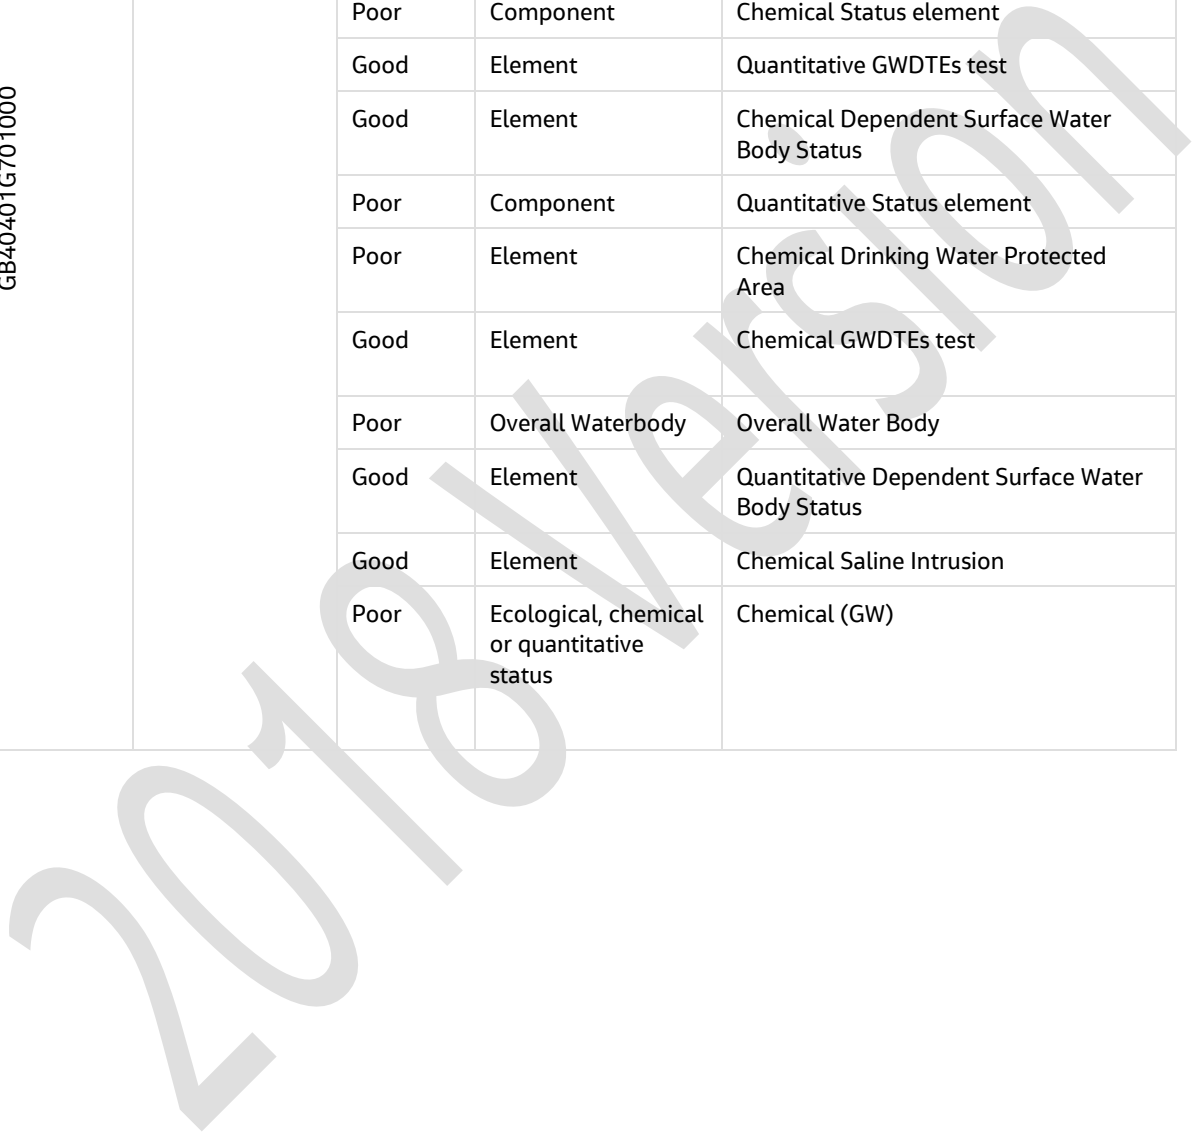 GB40401G701000
Poor Component Chemical Status element
Good Element Quantitative GWDTEs test
Good Element Chemical Dependent Surface Water
Body Status
Poor Component Quantitative Status element
Poor Element Chemical Drinking Water Protected
Area
Good Element Chemical GWDTEs test
Poor Overall Waterbody Overall Water Body
Good Element Quantitative Dependent Surface Water
Body Status
Good Element Chemical Saline Intrusion
Poor Ecological, chemical Chemical (GW)
or quantitative
status
2018 Version